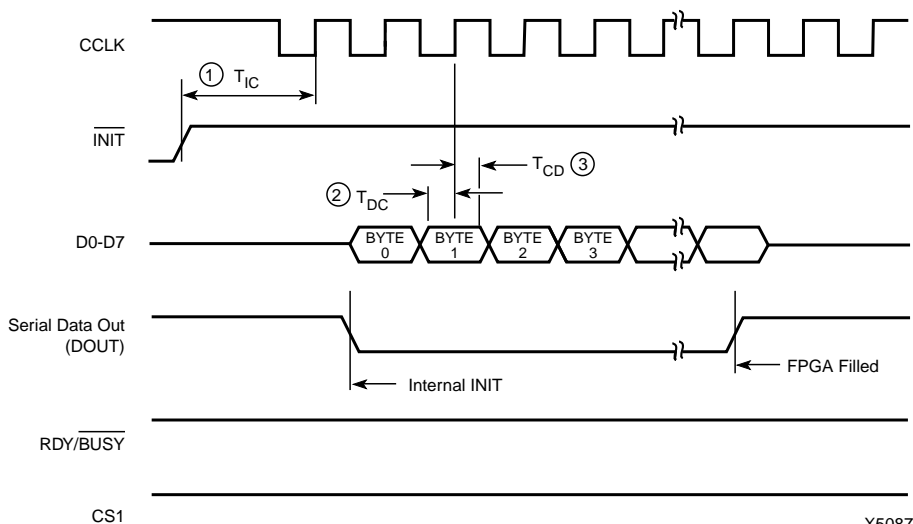 CCLK
① T_IC
INIT
T_CD ③
② T_DC
D0-D7
BYTE 0
BYTE 1
BYTE 2
BYTE 3
Serial Data Out
(DOUT)
Internal INIT
FPGA Filled
RDY/BUSY
CS1
X5087